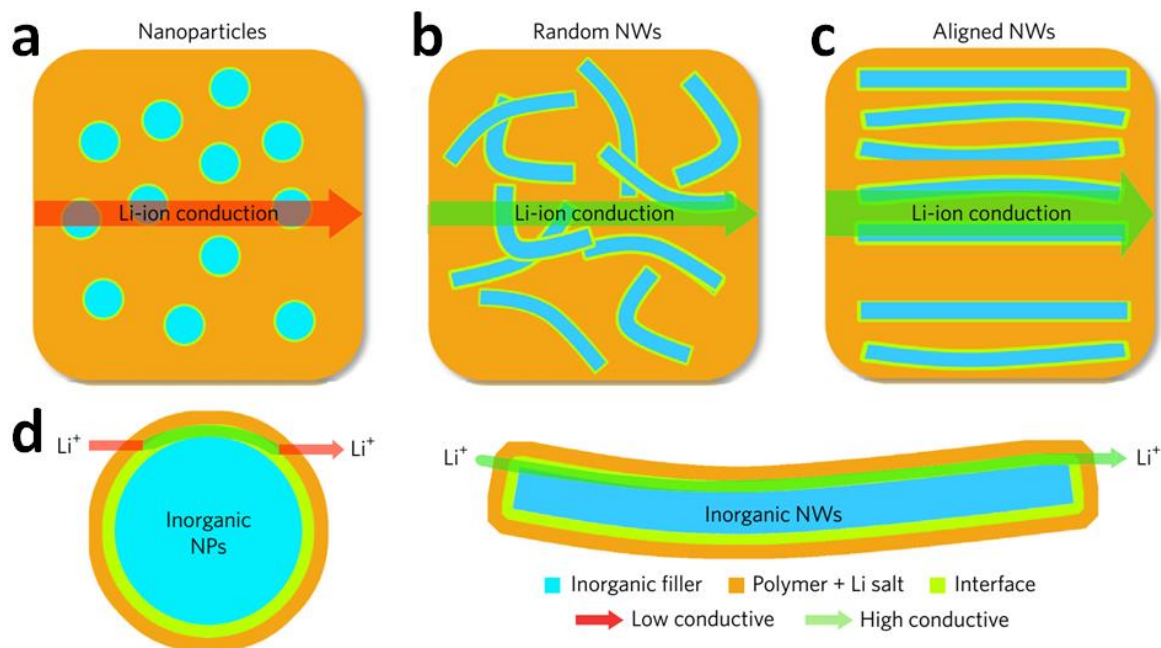 a Nanoparticles
b Random NWs
c Aligned NWs
Li-ion conduction
Li-ion conduction
Li-ion conduction
d
Li⁺
Li⁺
Inorganic
NPs
Li⁺
Li⁺
Inorganic NWs
Inorganic filler Polymer + Li salt Interface
Low conductive High conductive